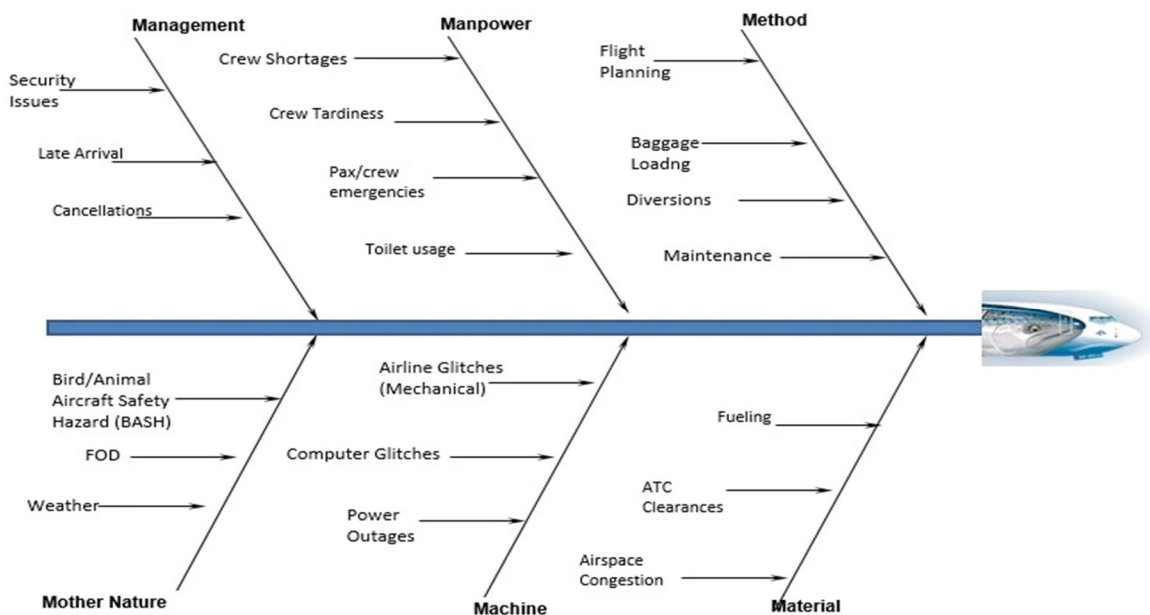 Management
Security
Issues
Late Arrival
Cancellations
Manpower
Crew Shortages
Crew Tardiness
Pax/crew
emergencies
Toilet usage
Method
Flight
Planning
Baggage
Loadng
Diversions
Maintenance
Bird/Animal
Aircraft Safety
Hazard (BASH)
FOD
Weather
Mother Nature
Airline Glitches
(Mechanical)
Computer Glitches
Power
Outages
Machine
Fueling
ATC
Clearances
Airspace
Congestion
Material